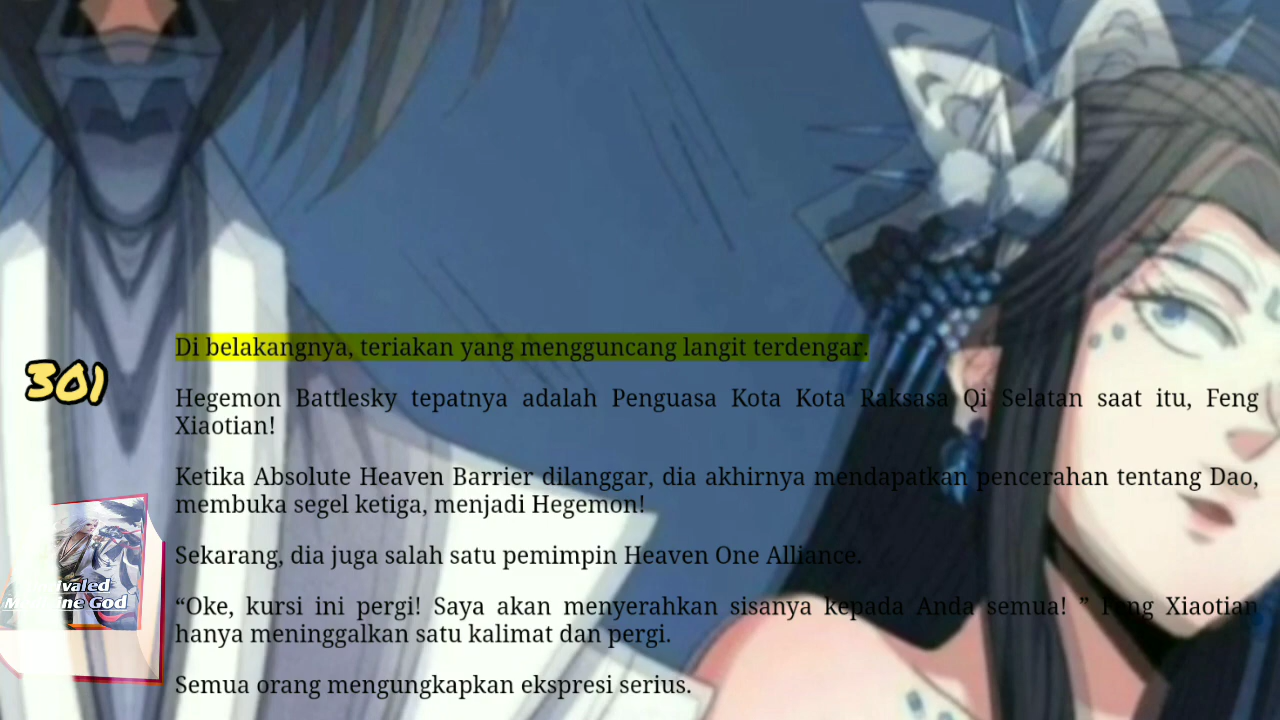 Di belakangnya, teriakan yang mengguncang langit terdengar.
301
Hegemon Battlesky tepatnya adalah Penguasa Kota Kota Raksasa Qi Selatan saat itu, Feng
Xiaotian!
Ketika Absolute Heaven Barrier dilanggar, dia akhirnya mendapatkan pencerahan tentang Dao,
membuka segel ketiga, menjadi Hegemon!
Sekarang, dia juga salah satu pemimpin Heaven One Alliance.
“Oke, kursi ini pergi! Saya akan menyerahkan sisanya kepada Anda semua! ” Feng Xiaotian
hanya meninggalkan satu kalimat dan pergi.
God
Semua orang mengungkapkan ekspresi serius.